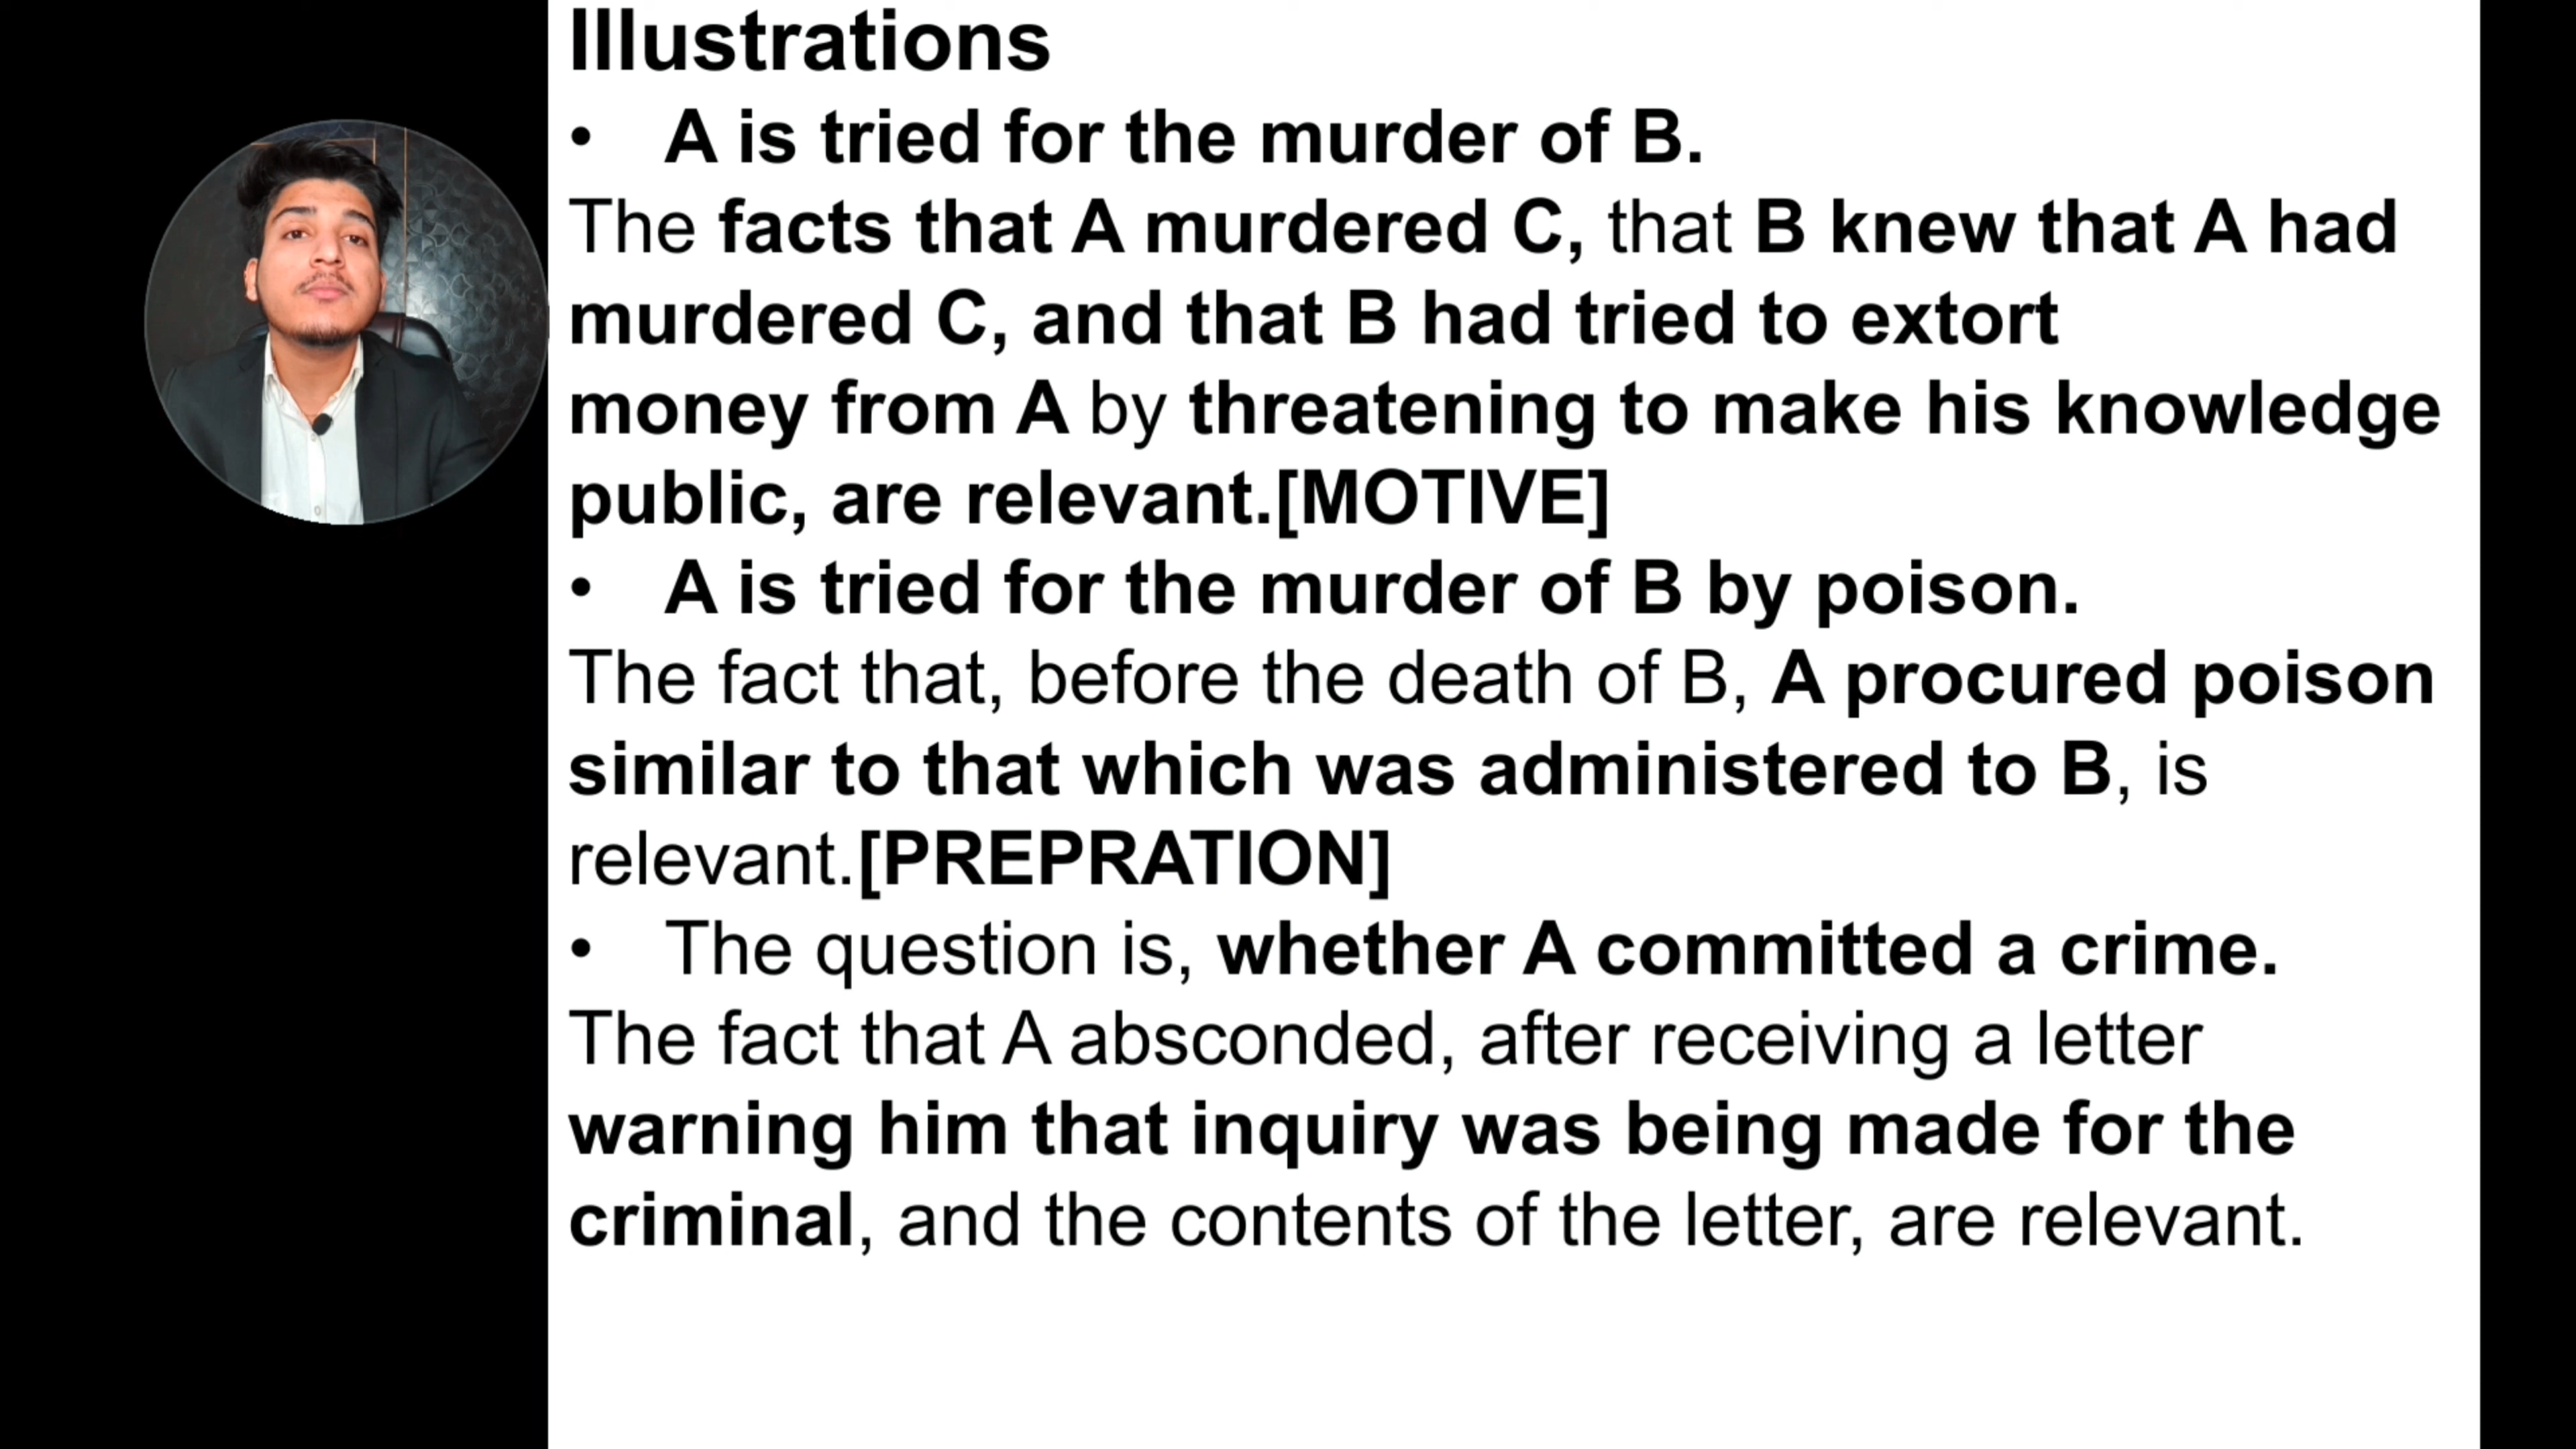 Illustrations
• A is tried for the murder of B.
The facts that A murdered C, that B knew that A had
murdered C, and that B had tried to extort
money from A by threatening to make his knowledge
public, are relevant.[MOTIVE]
• A is tried for the murder of B by poison.
The fact that, before the death of B, A procured poison
similar to that which was administered to B, is
relevant.[PREPRATION]
• The question is, whether A committed a crime.
The fact that A absconded, after receiving a letter
warning him that inquiry was being made for the
criminal, and the contents of the letter, are relevant.